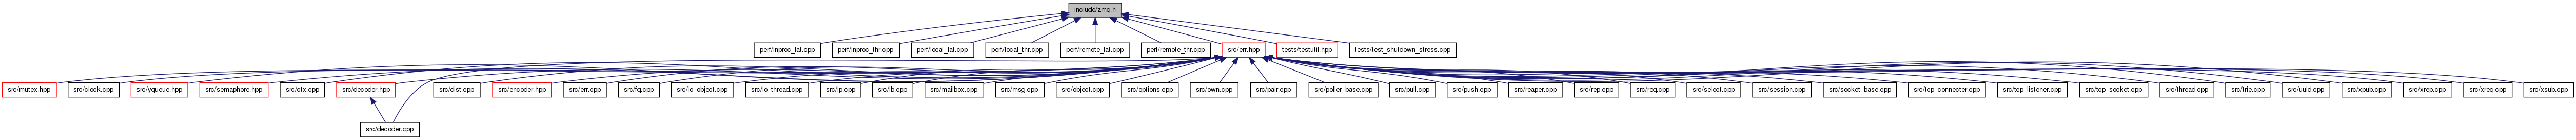 include/zmq.h
perf/inproc_lat.cpp
perf/inproc_thr.cpp
perf/local_lat.cpp
perf/local_thr.cpp
perf/remote_lat.cpp
perf/remote_thr.cpp
src/err.hpp
tests/testutil.hpp
tests/test_shutdown_stress.cpp
src/mutex.hpp
src/clock.cpp
src/yqueue.hpp
src/semaphore.hpp
src/ctx.cpp
src/decoder.hpp
src/dist.cpp
src/encoder.hpp
src/err.cpp
src/fq.cpp
src/io_object.cpp
src/io_thread.cpp
src/ip.cpp
src/lb.cpp
src/mailbox.cpp
src/msg.cpp
src/object.cpp
src/options.cpp
src/own.cpp
src/pair.cpp
src/poller_base.cpp
src/pull.cpp
src/push.cpp
src/reaper.cpp
src/rep.cpp
src/req.cpp
src/select.cpp
src/session.cpp
src/socket_base.cpp
src/tcp_connecter.cpp
src/tcp_listener.cpp
src/tcp_socket.cpp
src/thread.cpp
src/trie.cpp
src/uuid.cpp
src/xpub.cpp
src/xrep.cpp
src/xreq.cpp
src/xsub.cpp
src/decoder.cpp